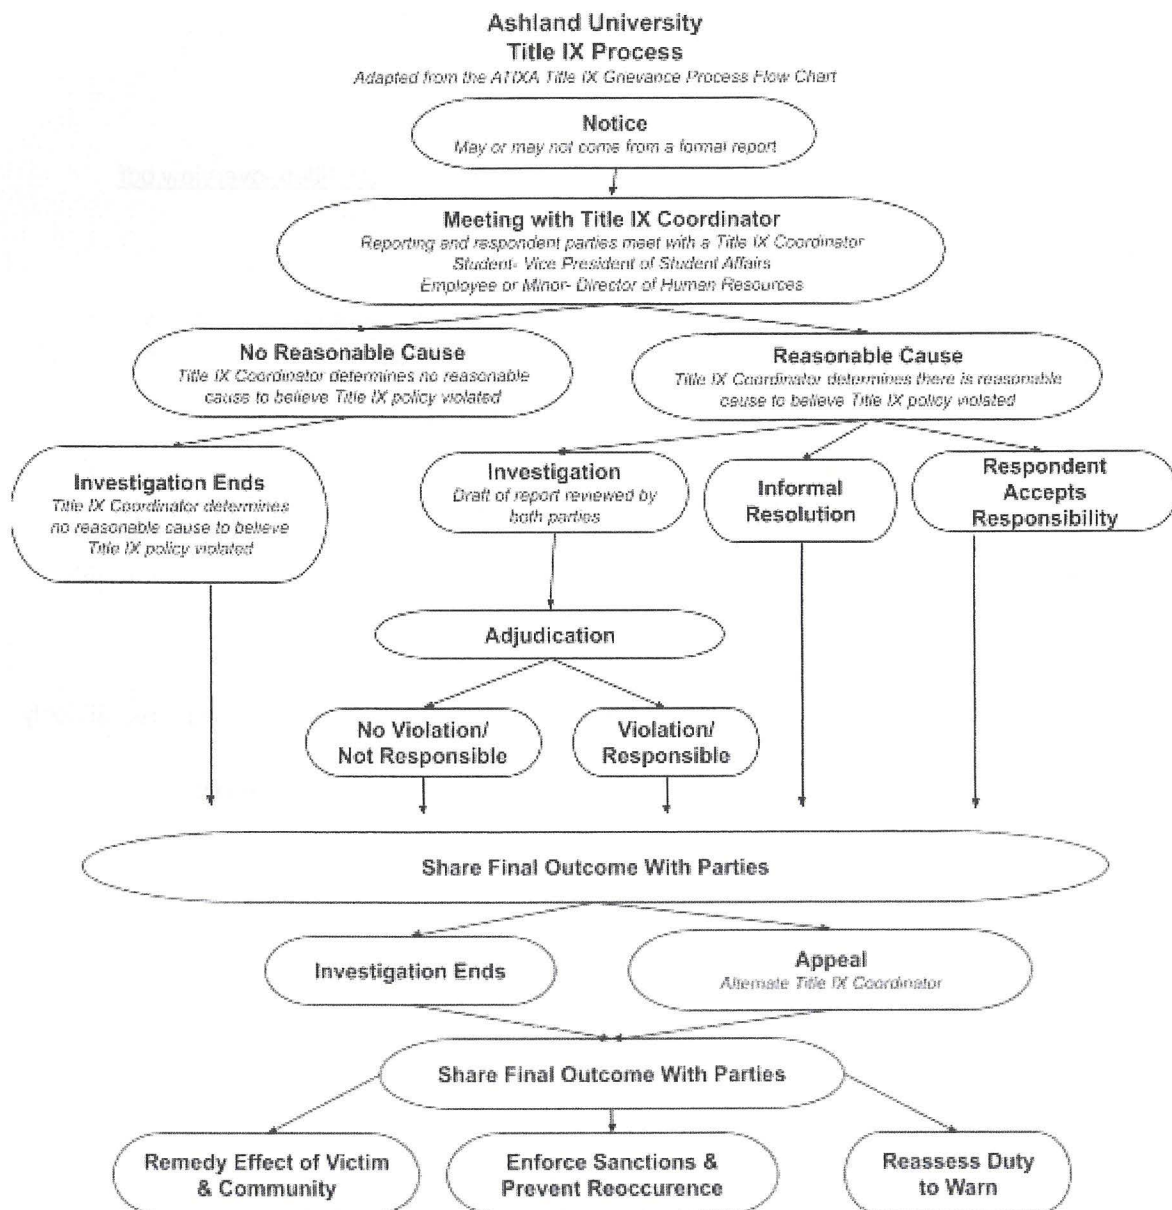 Ashland University
Title IX Process
Adapted from the ATIXA Title IX Grievance Process Flow Chart
Notice
May or may not come from a formal report
Meeting with Title IX Coordinator
Reporting and respondent parties meet with a Title IX Coordinator
Student- Vice President of Student Affairs
Employee or Minor- Director of Human Resources
No Reasonable Cause
Title IX Coordinator determines no reasonable
cause to believe Title IX policy violated
Reasonable Cause
Title IX Coordinator determines there is reasonable
cause to believe Title IX policy violated
Investigation Ends
Title IX Coordinator determines
no reasonable cause to believe
Title IX policy violated
Investigation
Draft of report reviewed by
both parties
Informal
Resolution
Respondent
Accepts
Responsibility
Adjudication
No Violation/
Not Responsible
Violation/
Responsible
Share Final Outcome With Parties
Investigation Ends
Appeal
Alternate Title IX Coordinator
Share Final Outcome With Parties
Remedy Effect of Victim
& Community
Enforce Sanctions &
Prevent Reoccurence
Reassess Duty
to Warn